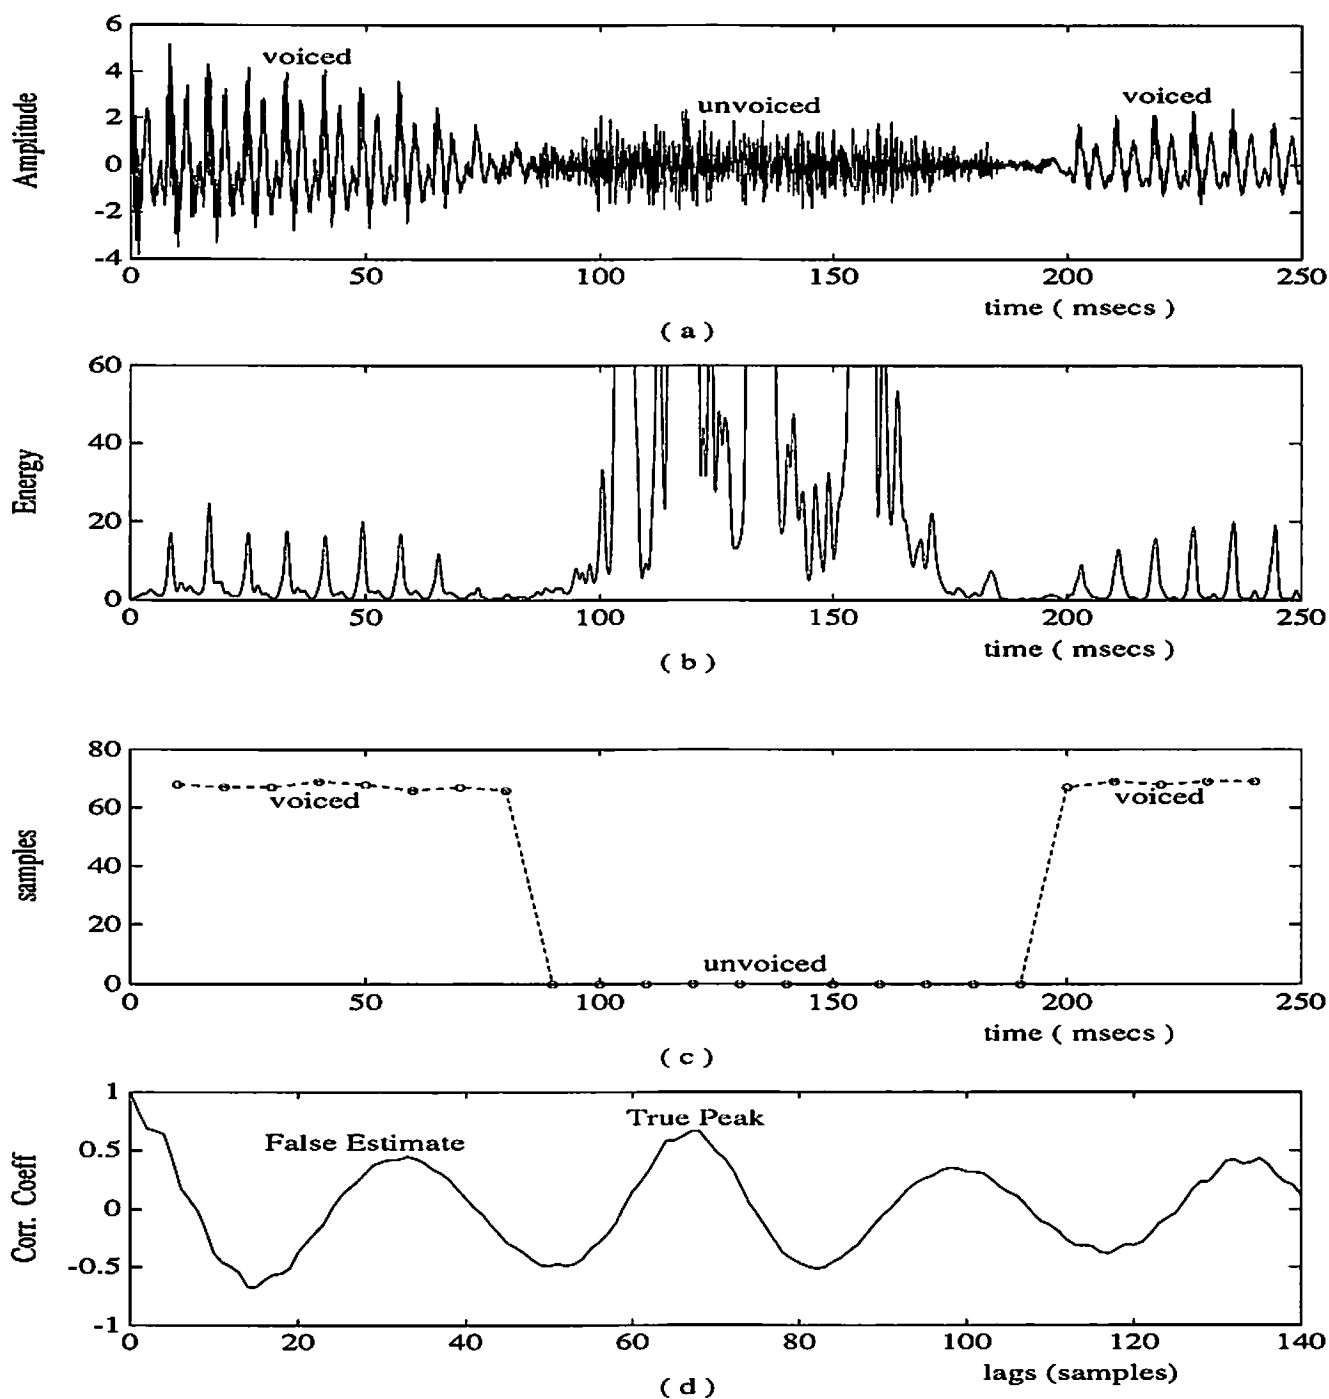 6
4
2
0
-2
-4
Amplitude
voiced
unvoiced
voiced
0 50 100 150 200 250
time ( msecs )
( a )
60
40
20
0
Energy
0 50 100 150 200 250
time ( msecs )
( b )
80
60
40
20
0
samples
voiced
voiced
unvoiced
0 50 100 150 200 250
time ( msecs )
( c )
1
0.5
0
-0.5
-1
Corr. Coeff
True Peak
False Estimate
0 20 40 60 80 100 120 140
lags (samples)
( d )